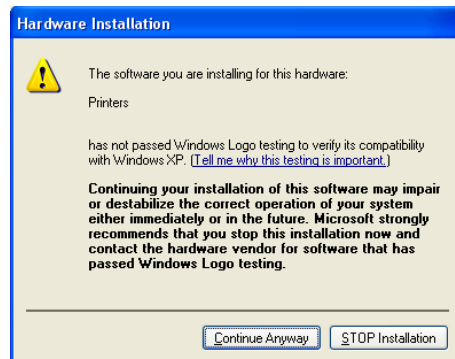 Hardware Installation
The software you are installing for this hardware:
Printers
has not passed Windows Logo testing to verify its compatibility
with Windows XP. (Tell me why this testing is important.)
Continuing your installation of this software may impair
or destabilize the correct operation of your system
either immediately or in the future. Microsoft strongly
recommends that you stop this installation now and
contact the hardware vendor for software that has
passed Windows Logo testing.
Continue Anyway
STOP Installation